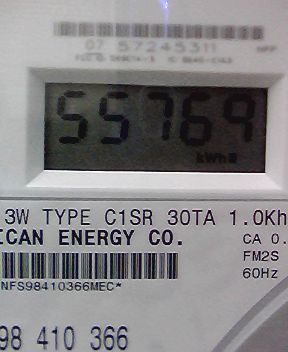 07 57245311
55769
kWh
3W TYPE C1SR 30TA 1.0Kh
ICAN ENERGY CO.
CA 0.
FM2S
60Hz
NFS98410366MEC*
98 410 366